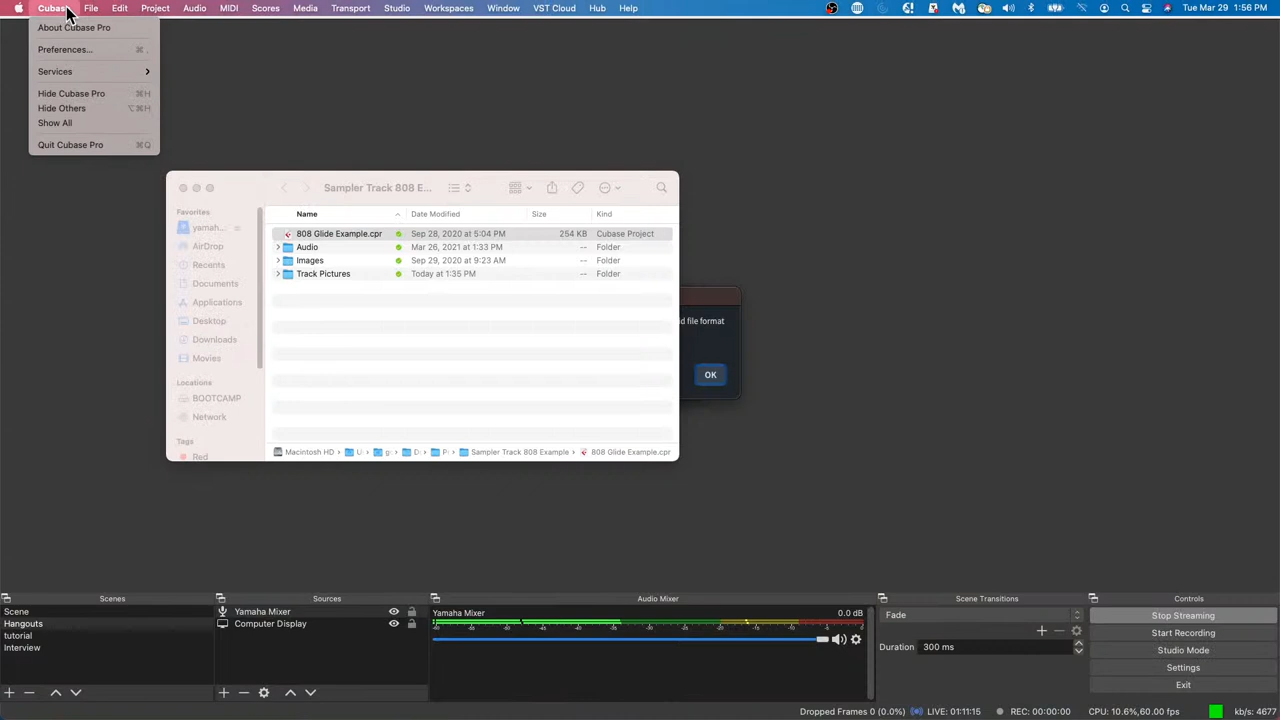 Cubase File Edit Project Audio MIDI Scores Media Transport Studio Workspaces Window VST Cloud Hub Help Tue Mar 29 1:56 PM
About Cubase Pro
Preferences... ⌘ ,
Services
Hide Cubase Pro ⌘H
Hide Others ⌥⌘H
Show All
Quit Cubase Pro ⌘Q
Sampler Track 808 E...
Favorites
yamah...
AirDrop
Recents
Documents
Applications
Desktop
Downloads
Movies
Locations
BOOTCAMP
Network
Tags
Red
Name Date Modified Size Kind
808 Glide Example.cpr Sep 28, 2020 at 5:04 PM 254 KB Cubase Project
Audio Mar 26, 2021 at 1:33 PM -- Folder
Images Sep 29, 2020 at 9:23 AM -- Folder
Track Pictures Today at 1:35 PM -- Folder
Macintosh HD › U › g › D › P › Sampler Track 808 Example › 808 Glide Example.cpr
file format
OK
Scenes
Scene
Hangouts
tutorial
Interview
Sources
Yamaha Mixer
Computer Display
Audio Mixer
Yamaha Mixer 0.0 dB
Scene Transitions
Fade
Duration 300 ms
Controls
Stop Streaming
Start Recording
Studio Mode
Settings
Exit
Dropped Frames 0 (0.0%) LIVE: 01:11:15 REC: 00:00:00 CPU: 10.6%,60.00 fps kb/s: 4677